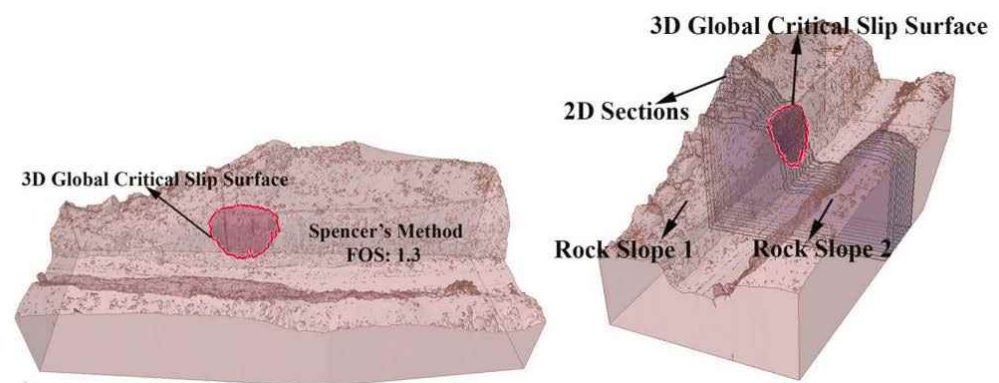 3D Global Critical Slip Surface
Spencer's Method
FOS: 1.3
3D Global Critical Slip Surface
2D Sections
Rock Slope 1
Rock Slope 2